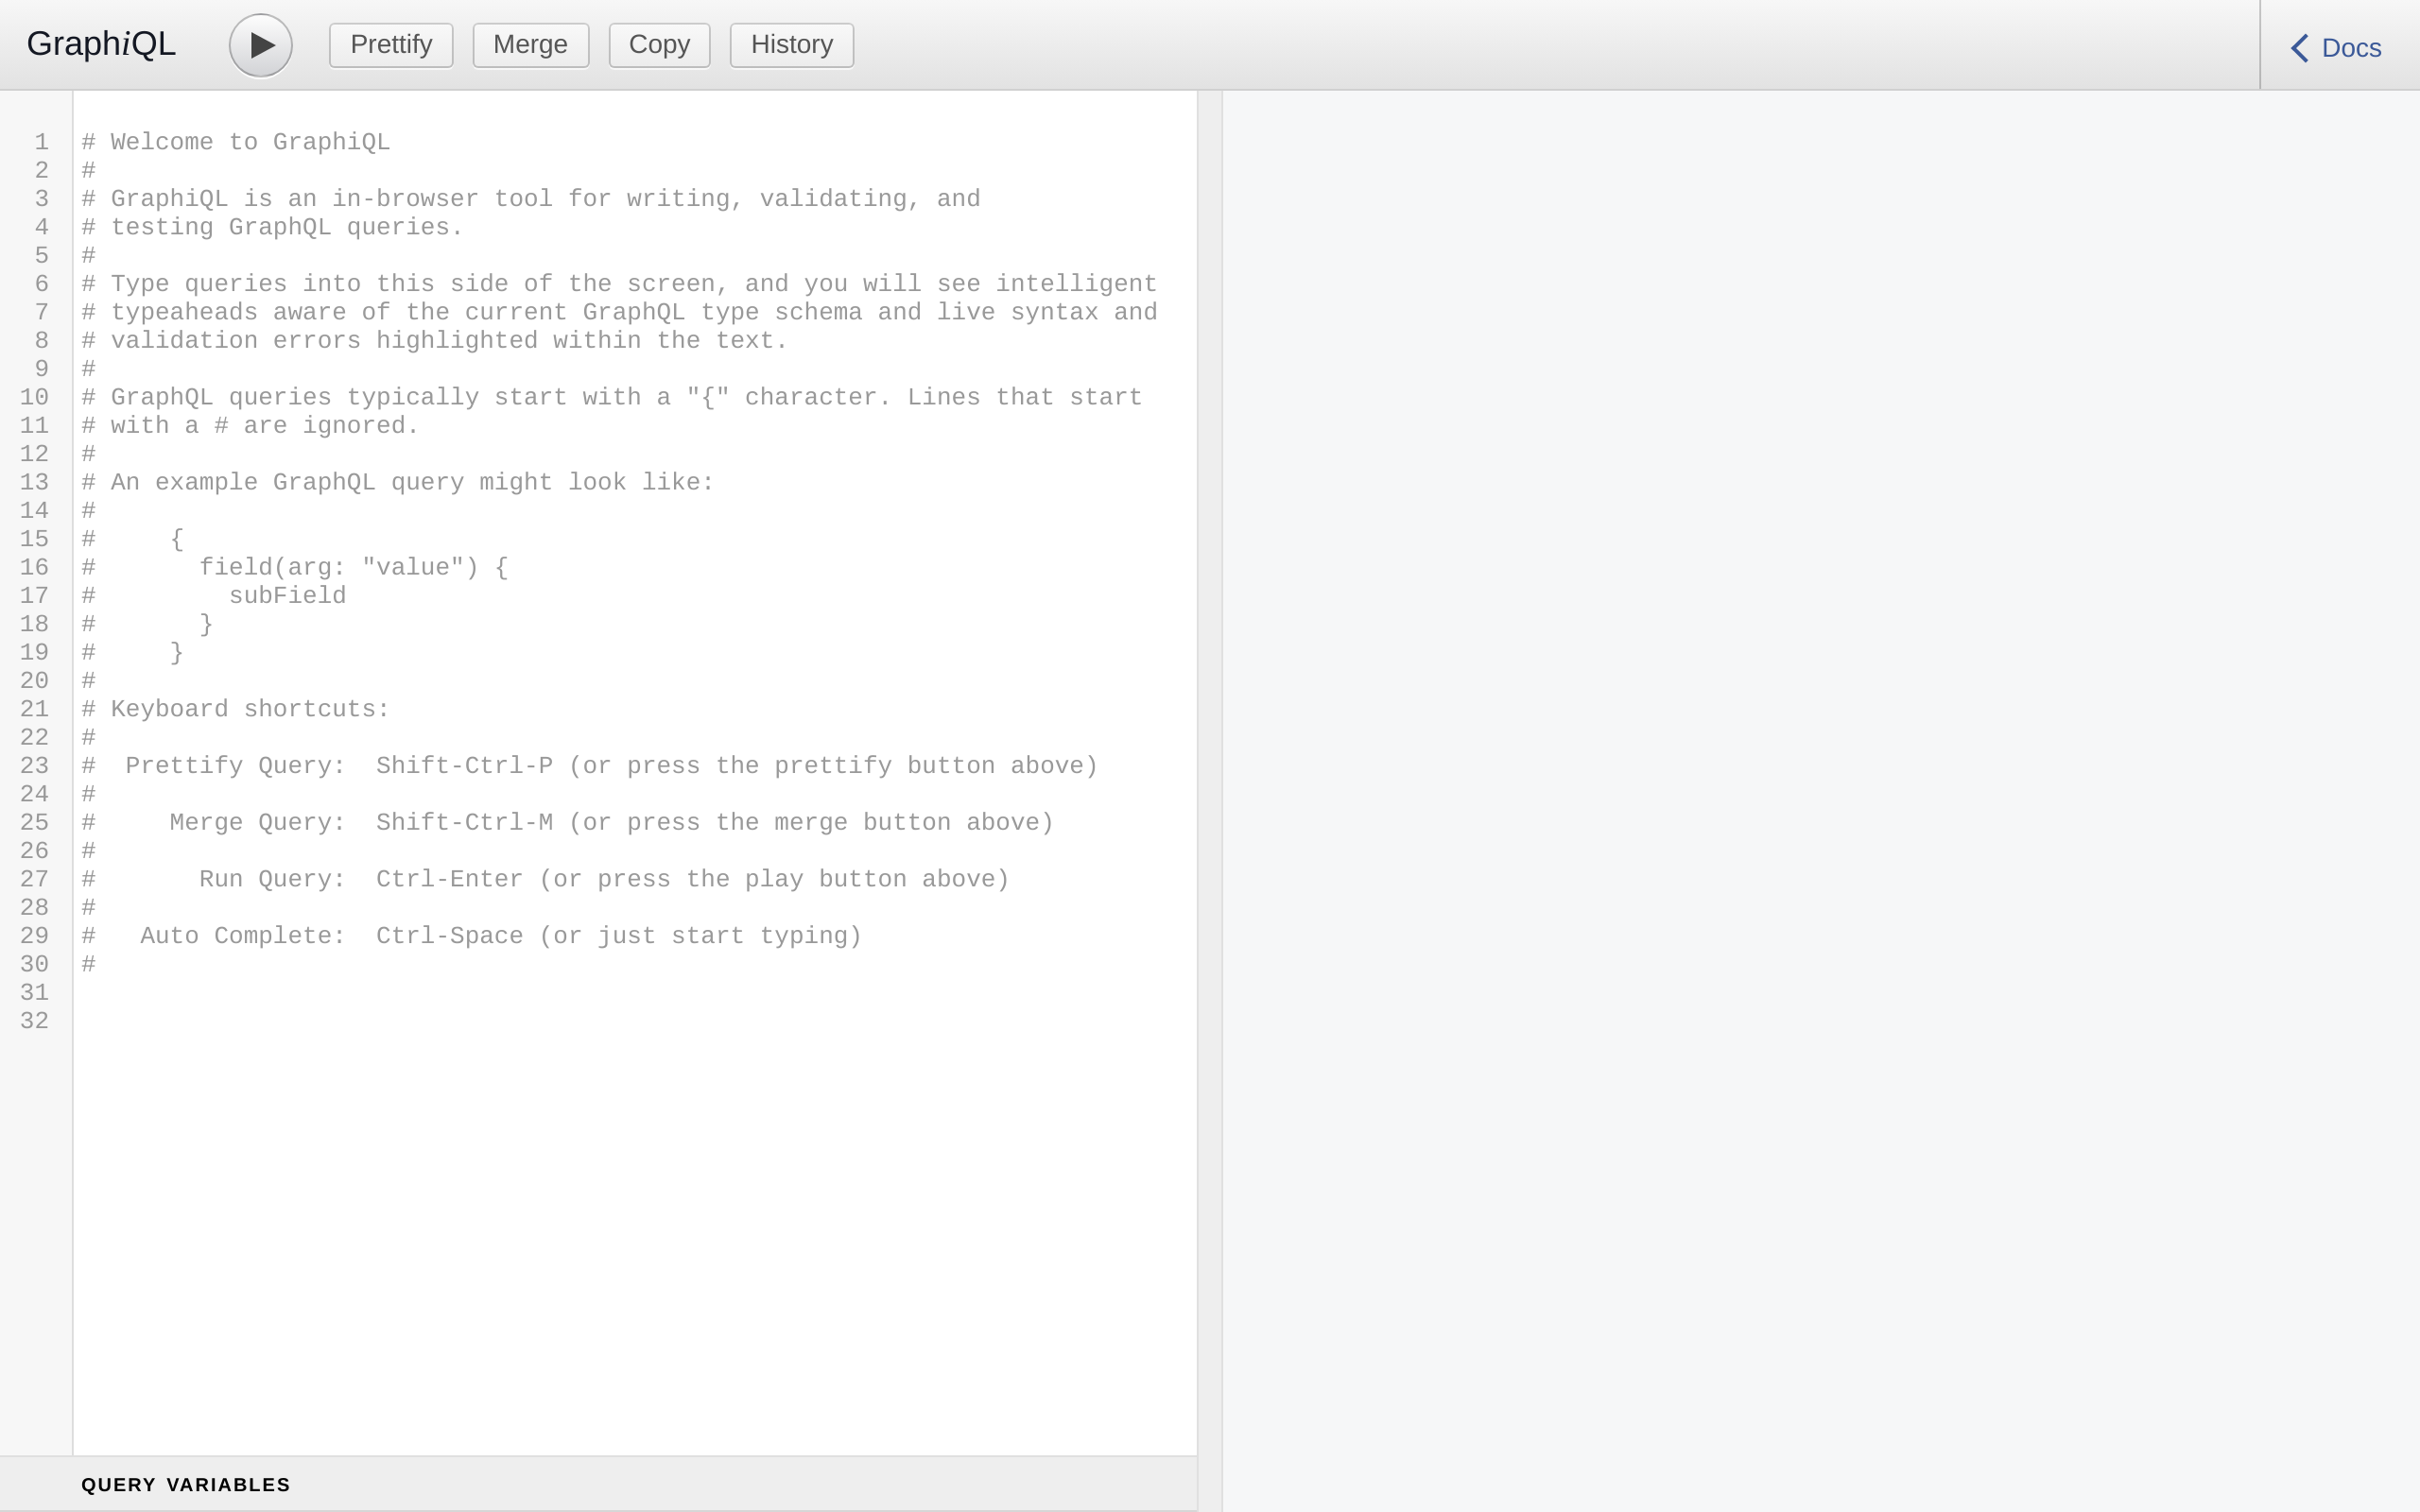 GraphiQL
Prettify Merge Copy History
Docs
1 # Welcome to GraphiQL
2 #
3 # GraphiQL is an in-browser tool for writing, validating, and
4 # testing GraphQL queries.
5 #
6 # Type queries into this side of the screen, and you will see intelligent
7 # typeaheads aware of the current GraphQL type schema and live syntax and
8 # validation errors highlighted within the text.
9 #
10 # GraphQL queries typically start with a "{" character. Lines that start
11 # with a # are ignored.
12 #
13 # An example GraphQL query might look like:
14 #
15 #     {
16 #       field(arg: "value") {
17 #         subField
18 #       }
19 #     }
20 #
21 # Keyboard shortcuts:
22 #
23 #  Prettify Query:  Shift-Ctrl-P (or press the prettify button above)
24 #
25 #     Merge Query:  Shift-Ctrl-M (or press the merge button above)
26 #
27 #       Run Query:  Ctrl-Enter (or press the play button above)
28 #
29 #   Auto Complete:  Ctrl-Space (or just start typing)
30 #
31
32
QUERY VARIABLES